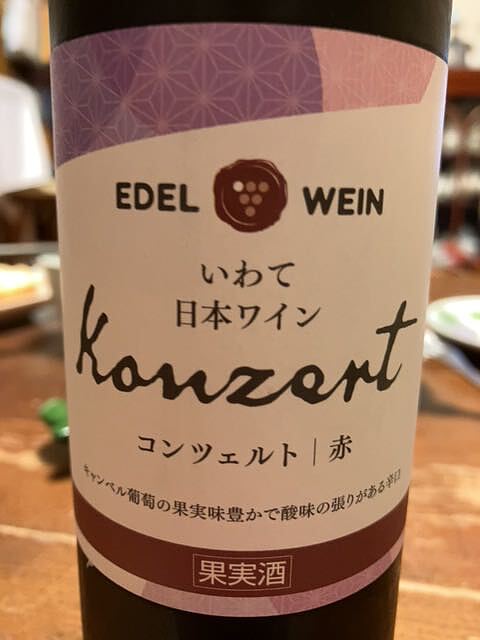 EDEL WEIN
いわて
日本ワイン
Konzert
コンツェルト｜赤
キャンベル葡萄の果実味豊かで酸味の張りがある辛口
果実酒